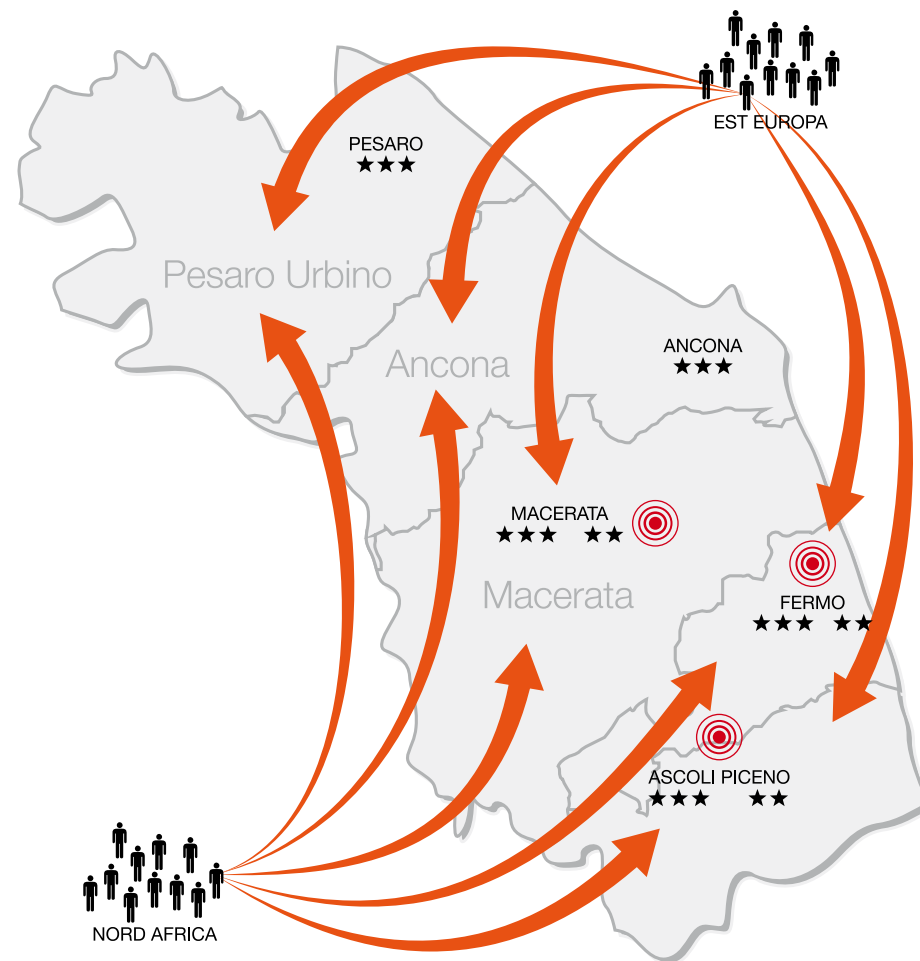 EST EUROPA
PESARO
★★★
Pesaro Urbino
ANCONA
★★★
Ancona
MACERATA
★★★ ★★
Macerata
FERMO
★★★ ★★
ASCOLI PICENO
★★★ ★★
NORD AFRICA